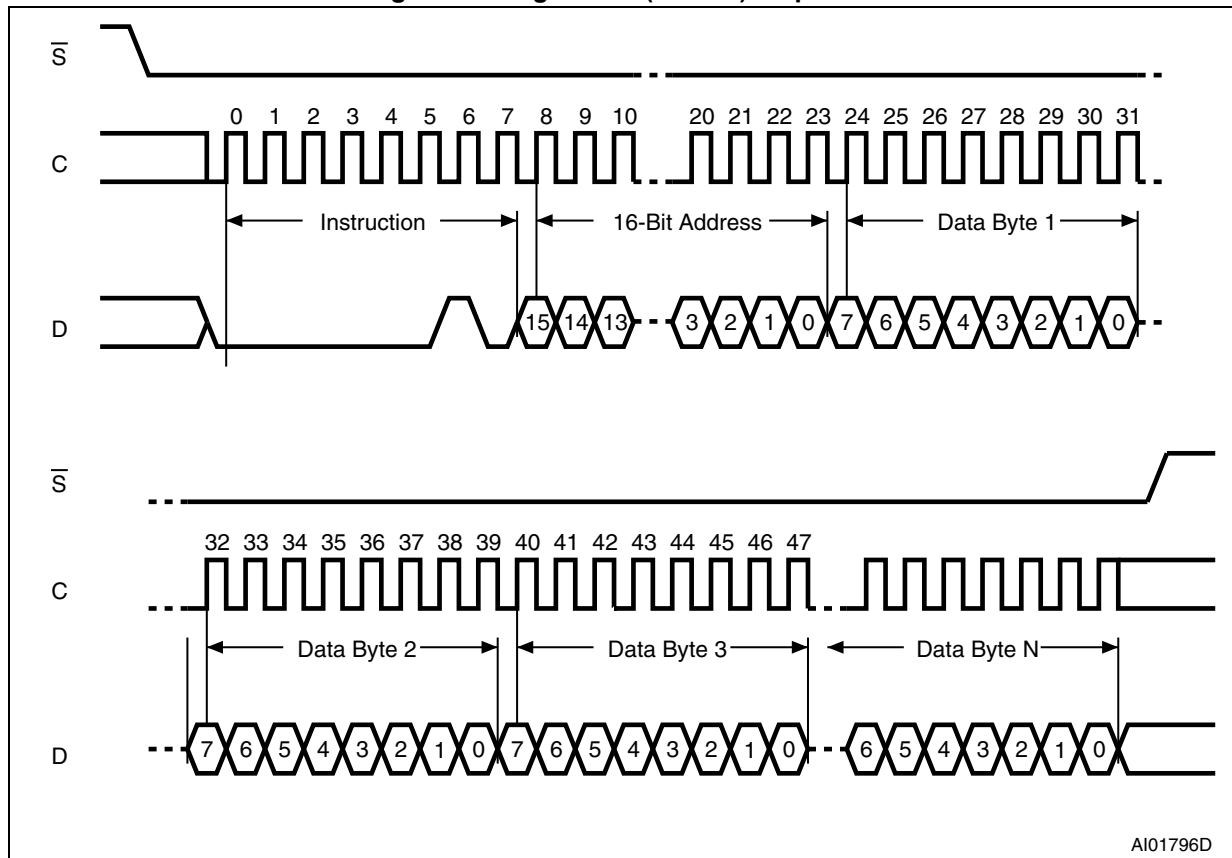 S
0 1 2 3 4 5 6 7 8 9 10 20 21 22 23 24 25 26 27 28 29 30 31
C
Instruction 16-Bit Address Data Byte 1
D 15 14 13 3 2 1 0 7 6 5 4 3 2 1 0
S
32 33 34 35 36 37 38 39 40 41 42 43 44 45 46 47
C
Data Byte 2 Data Byte 3 Data Byte N
D 7 6 5 4 3 2 1 0 7 6 5 4 3 2 1 0 6 5 4 3 2 1 0
AI01796D